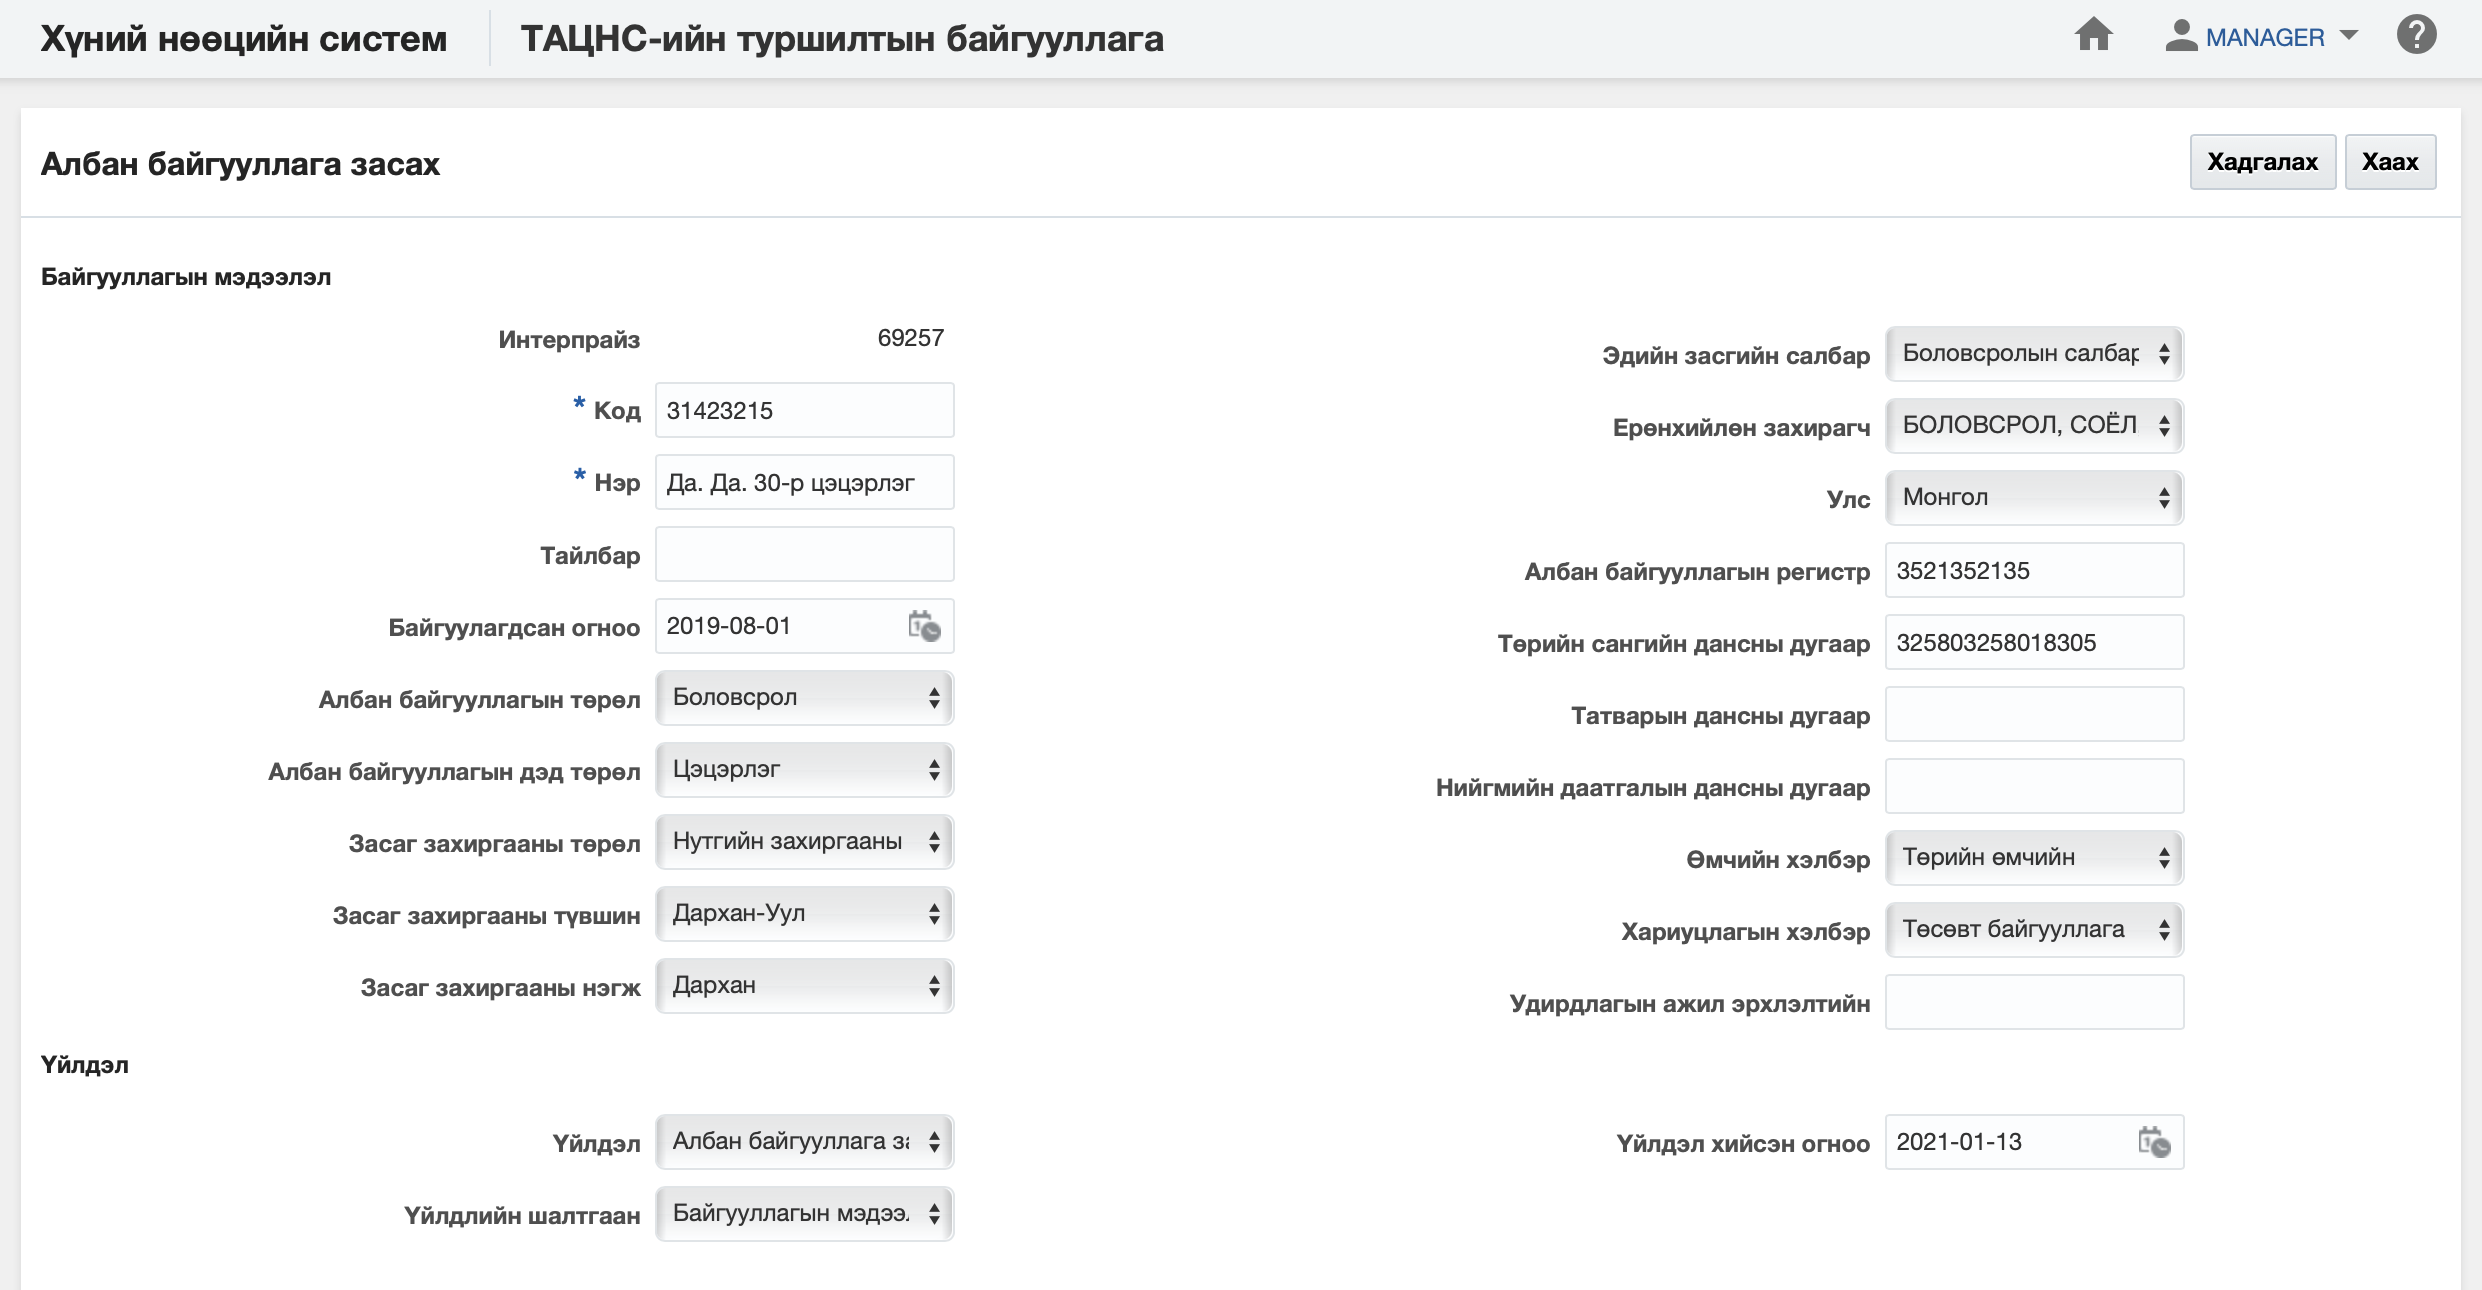 Хүний нөөцийн систем
ТАЦНС-ийн туршилтын байгууллага
MANAGER
?
Албан байгууллага засах
Хадгалах
Хаах
Байгууллагын мэдээлэл
Интерпрайз 69257
* Код 31423215
* Нэр Да. Да. 30-р цэцэрлэг
Тайлбар
Байгуулагдсан огноо 2019-08-01
Албан байгууллагын төрөл Боловсрол
Албан байгууллагын дэд төрөл Цэцэрлэг
Засаг захиргааны төрөл Нутгийн захиргааны
Засаг захиргааны түвшин Дархан-Уул
Засаг захиргааны нэгж Дархан
Эдийн засгийн салбар Боловсролын салбар
Ерөнхийлөн захирагч БОЛОВСРОЛ, СОЁЛ
Улс Монгол
Албан байгууллагын регистр 3521352135
Төрийн сангийн дансны дугаар 325803258018305
Татварын дансны дугаар
Нийгмийн даатгалын дансны дугаар
Өмчийн хэлбэр Төрийн өмчийн
Хариуцлагын хэлбэр Төсөвт байгууллага
Удирдлагын ажил эрхлэлтийн
Үйлдэл
Үйлдэл Албан байгууллага за
Үйлдлийн шалтгаан Байгууллагын мэдээл
Үйлдэл хийсэн огноо 2021-01-13